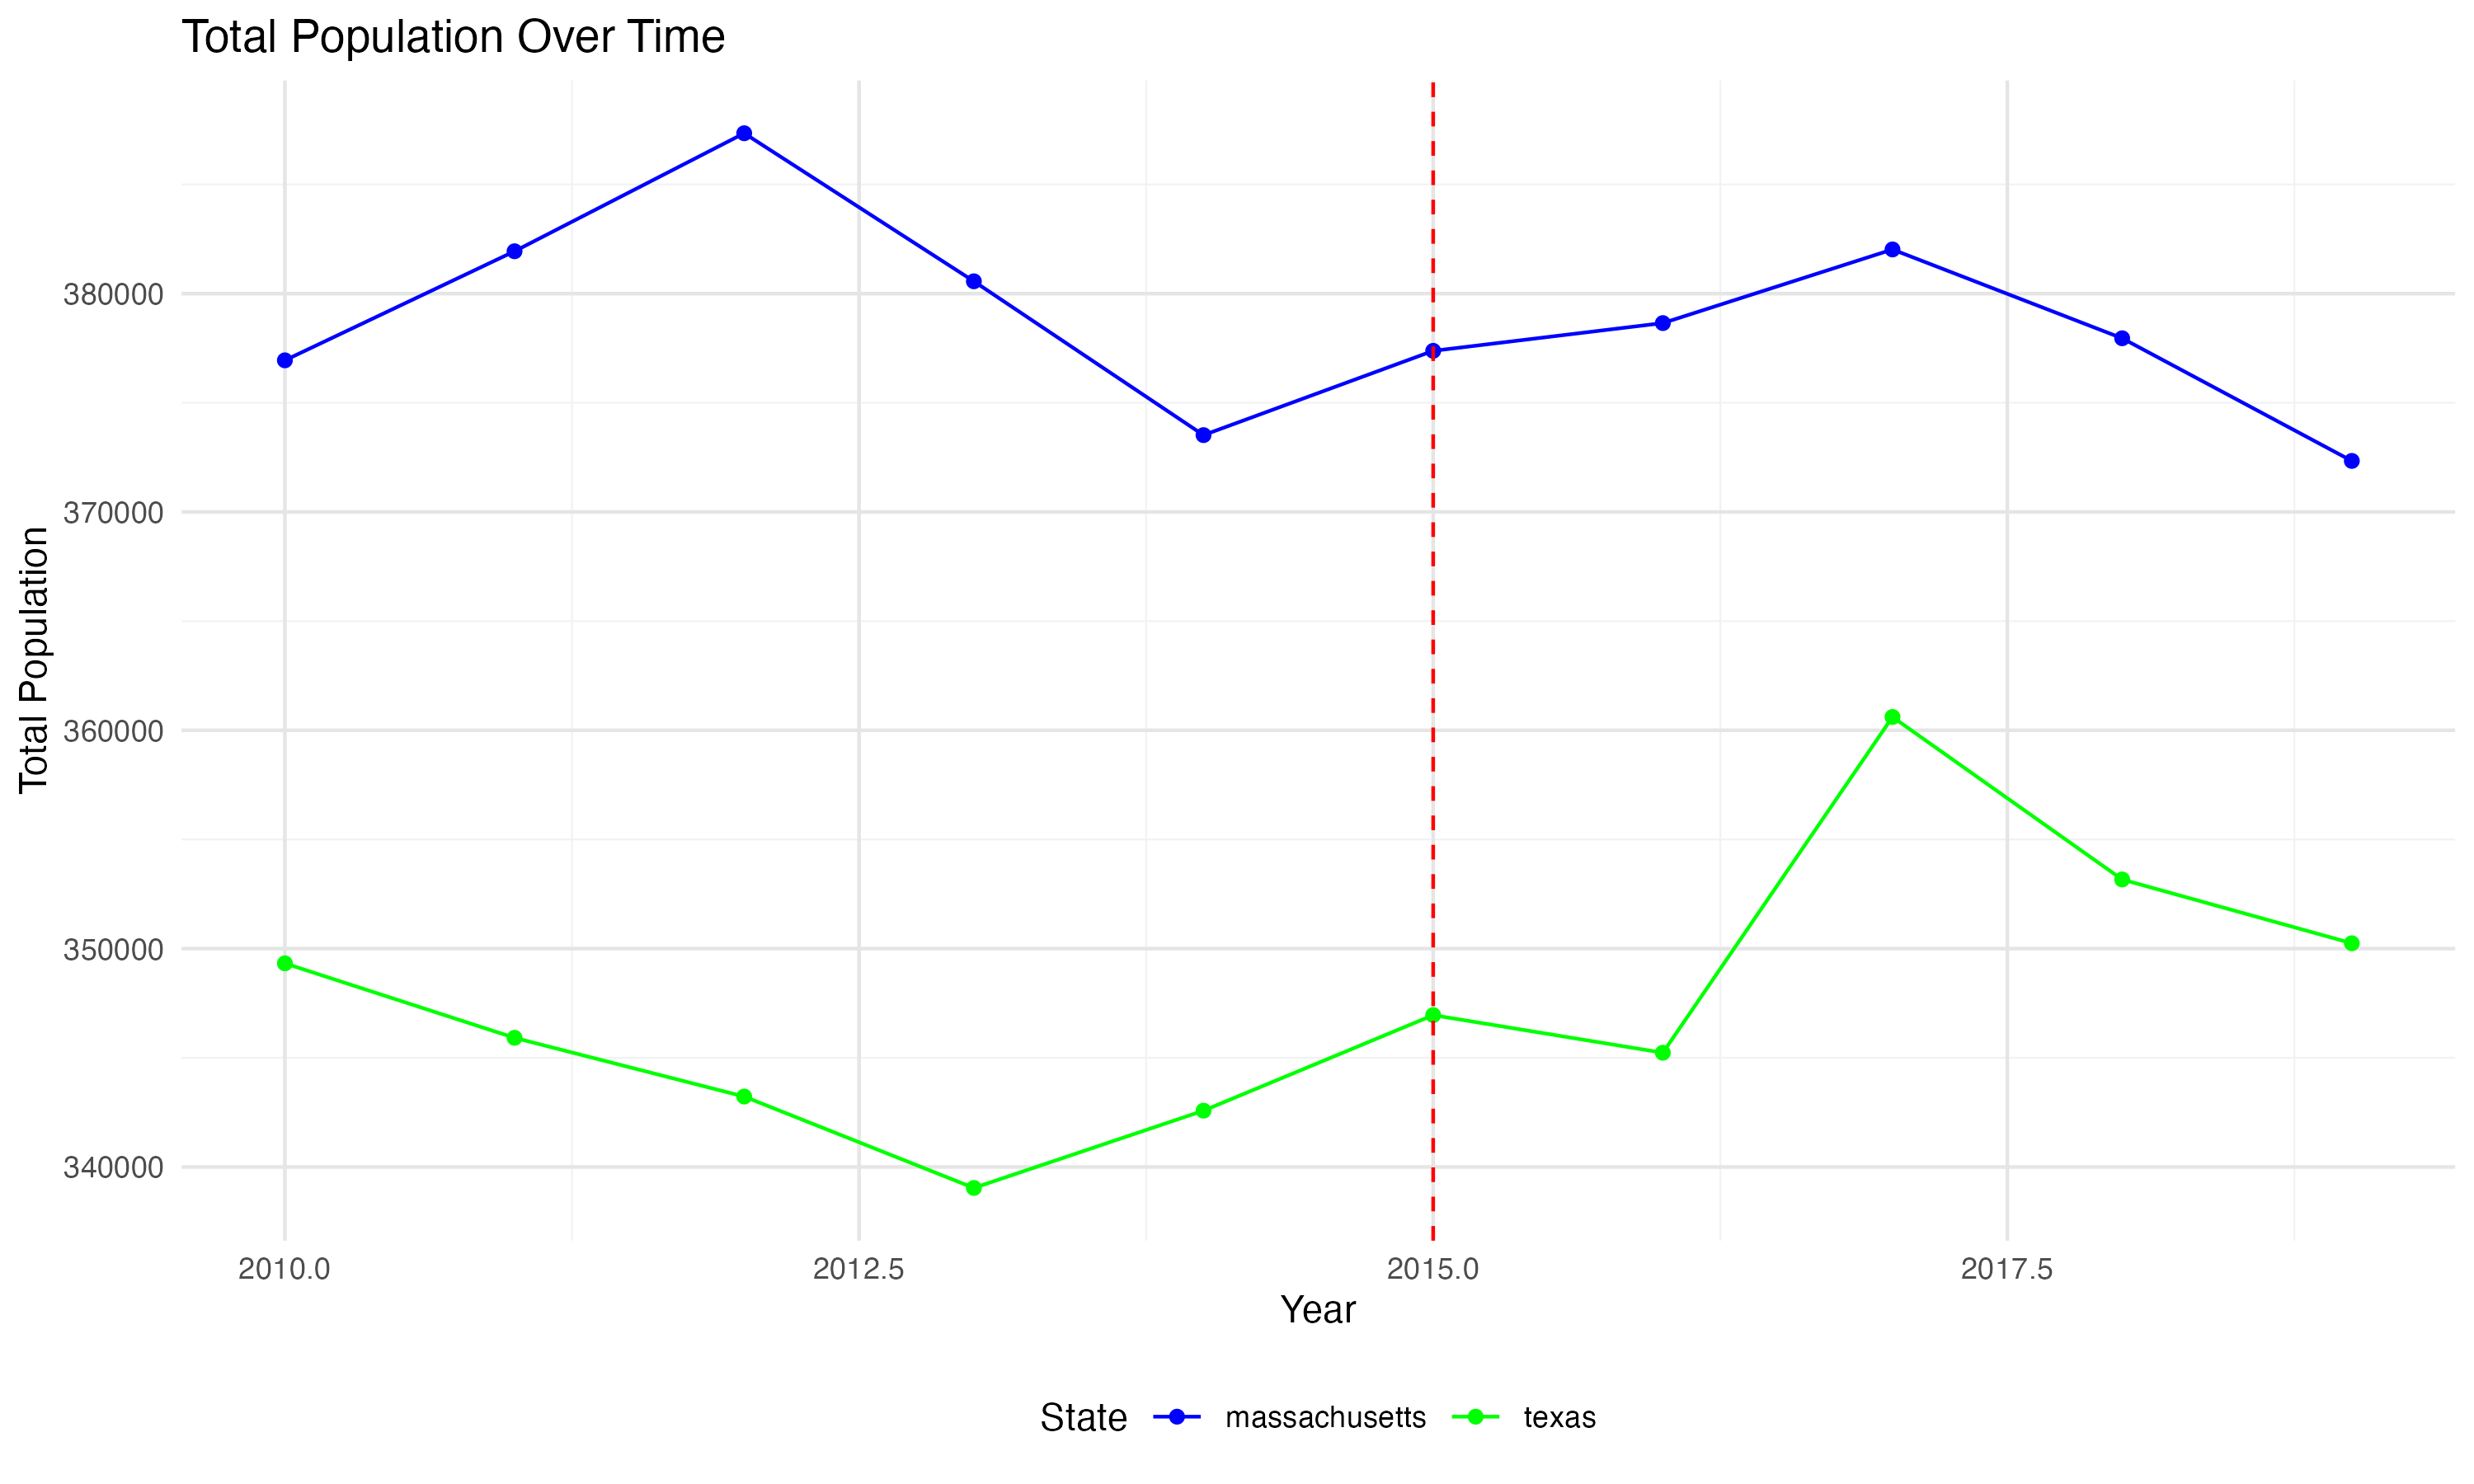 Total Population Over Time
Total Population
380000
370000
360000
350000
340000
2010.0 2012.5 2015.0 2017.5
Year
State massachusetts texas